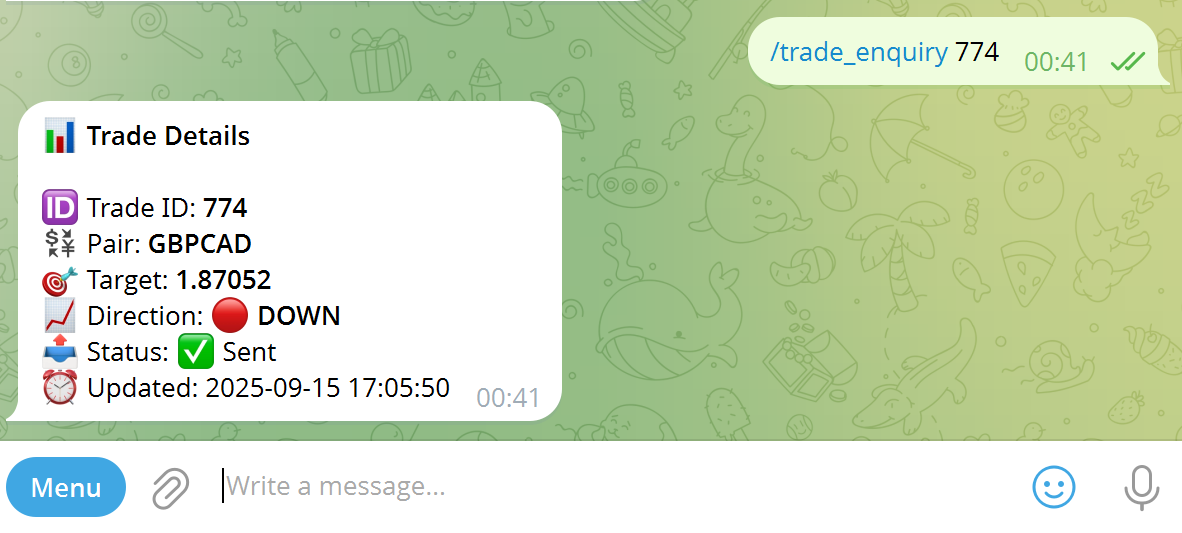 /trade_enquiry 774 00:41
Trade Details
ID Trade ID: 774
Pair: GBPCAD
Target: 1.87052
Direction: DOWN
Status: Sent
Updated: 2025-09-15 17:05:50 00:41
Menu Write a message...